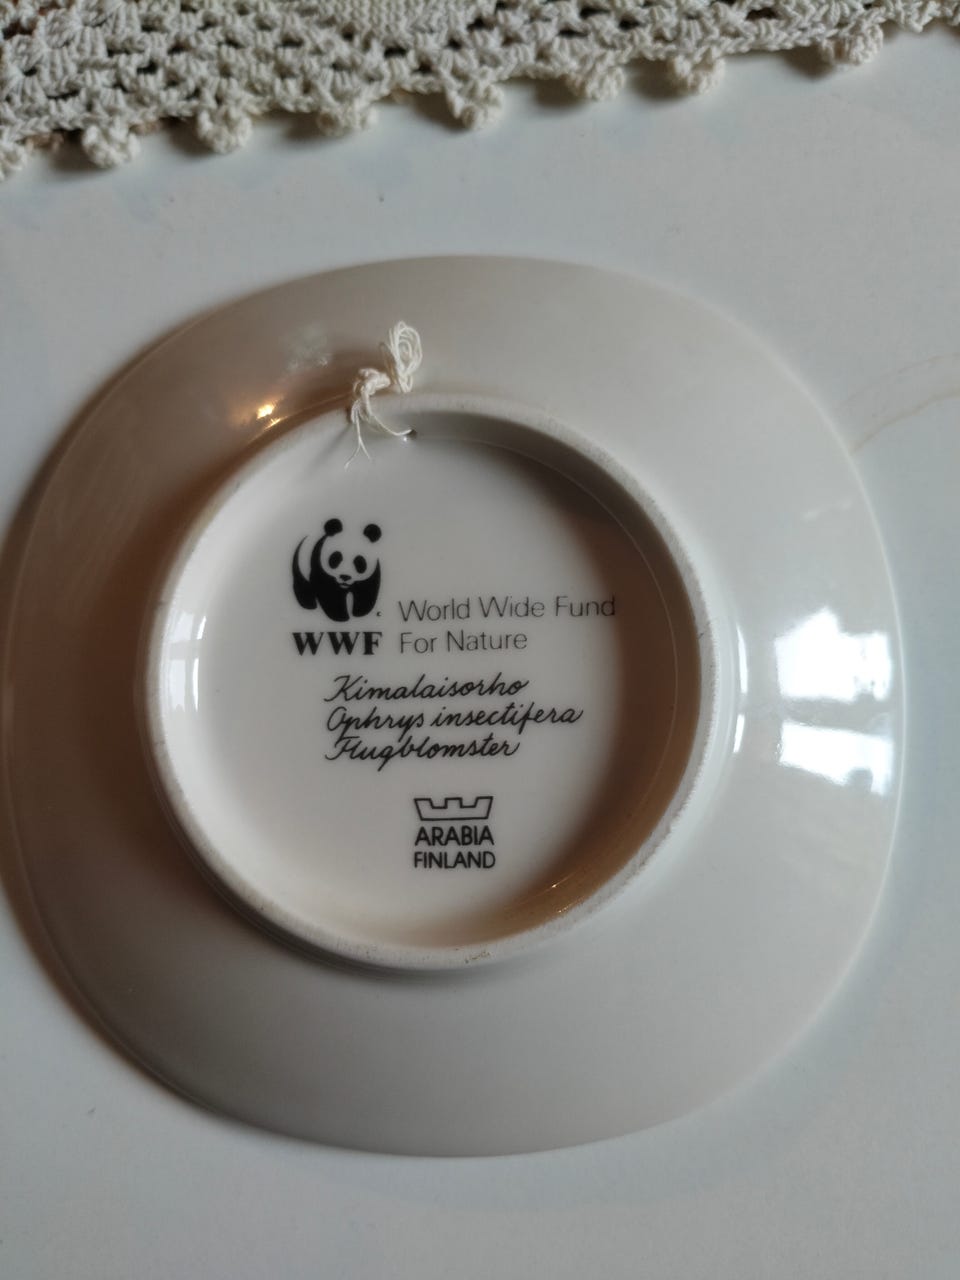 World Wide Fund
WWF For Nature
Kimalaisorho
Ophrys insectifera
Flugblomster
ARABIA
FINLAND